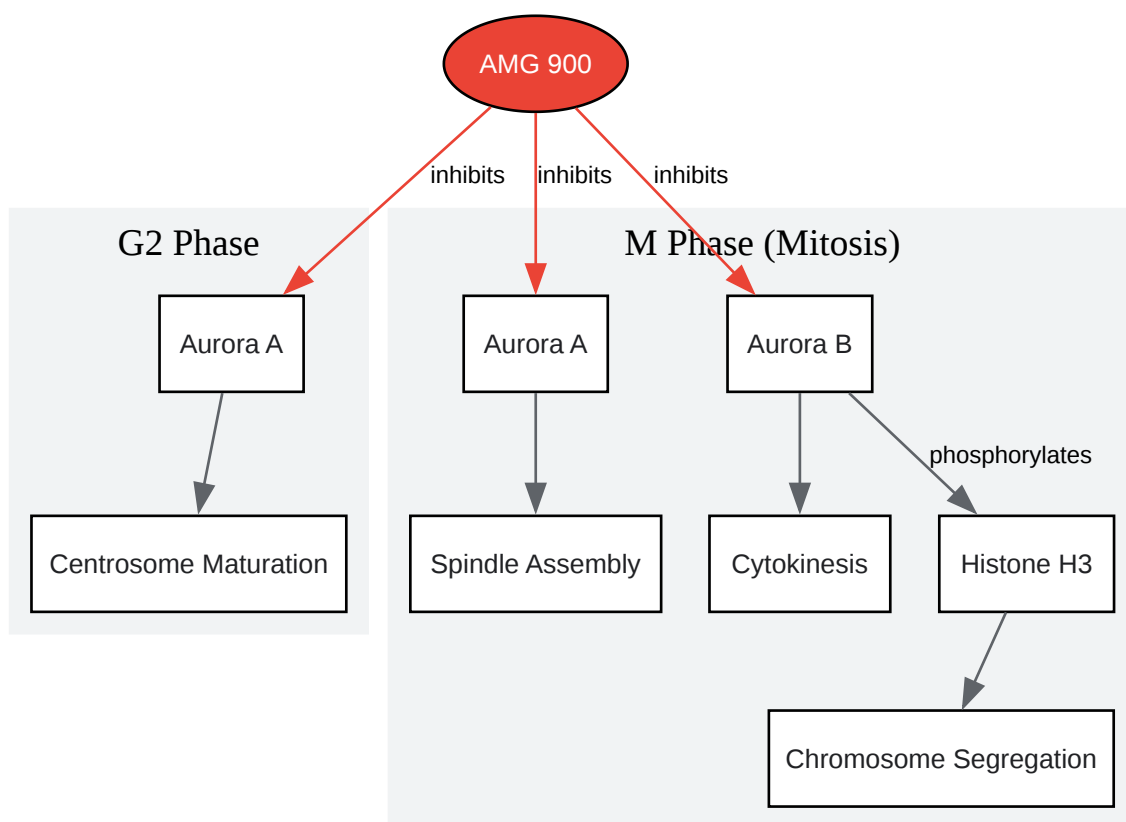 AMG 900
inhibits
inhibits
inhibits
G2 Phase
M Phase (Mitosis)
Aurora A
Aurora A
Aurora B
phosphorylates
Centrosome Maturation
Spindle Assembly
Cytokinesis
Histone H3
Chromosome Segregation